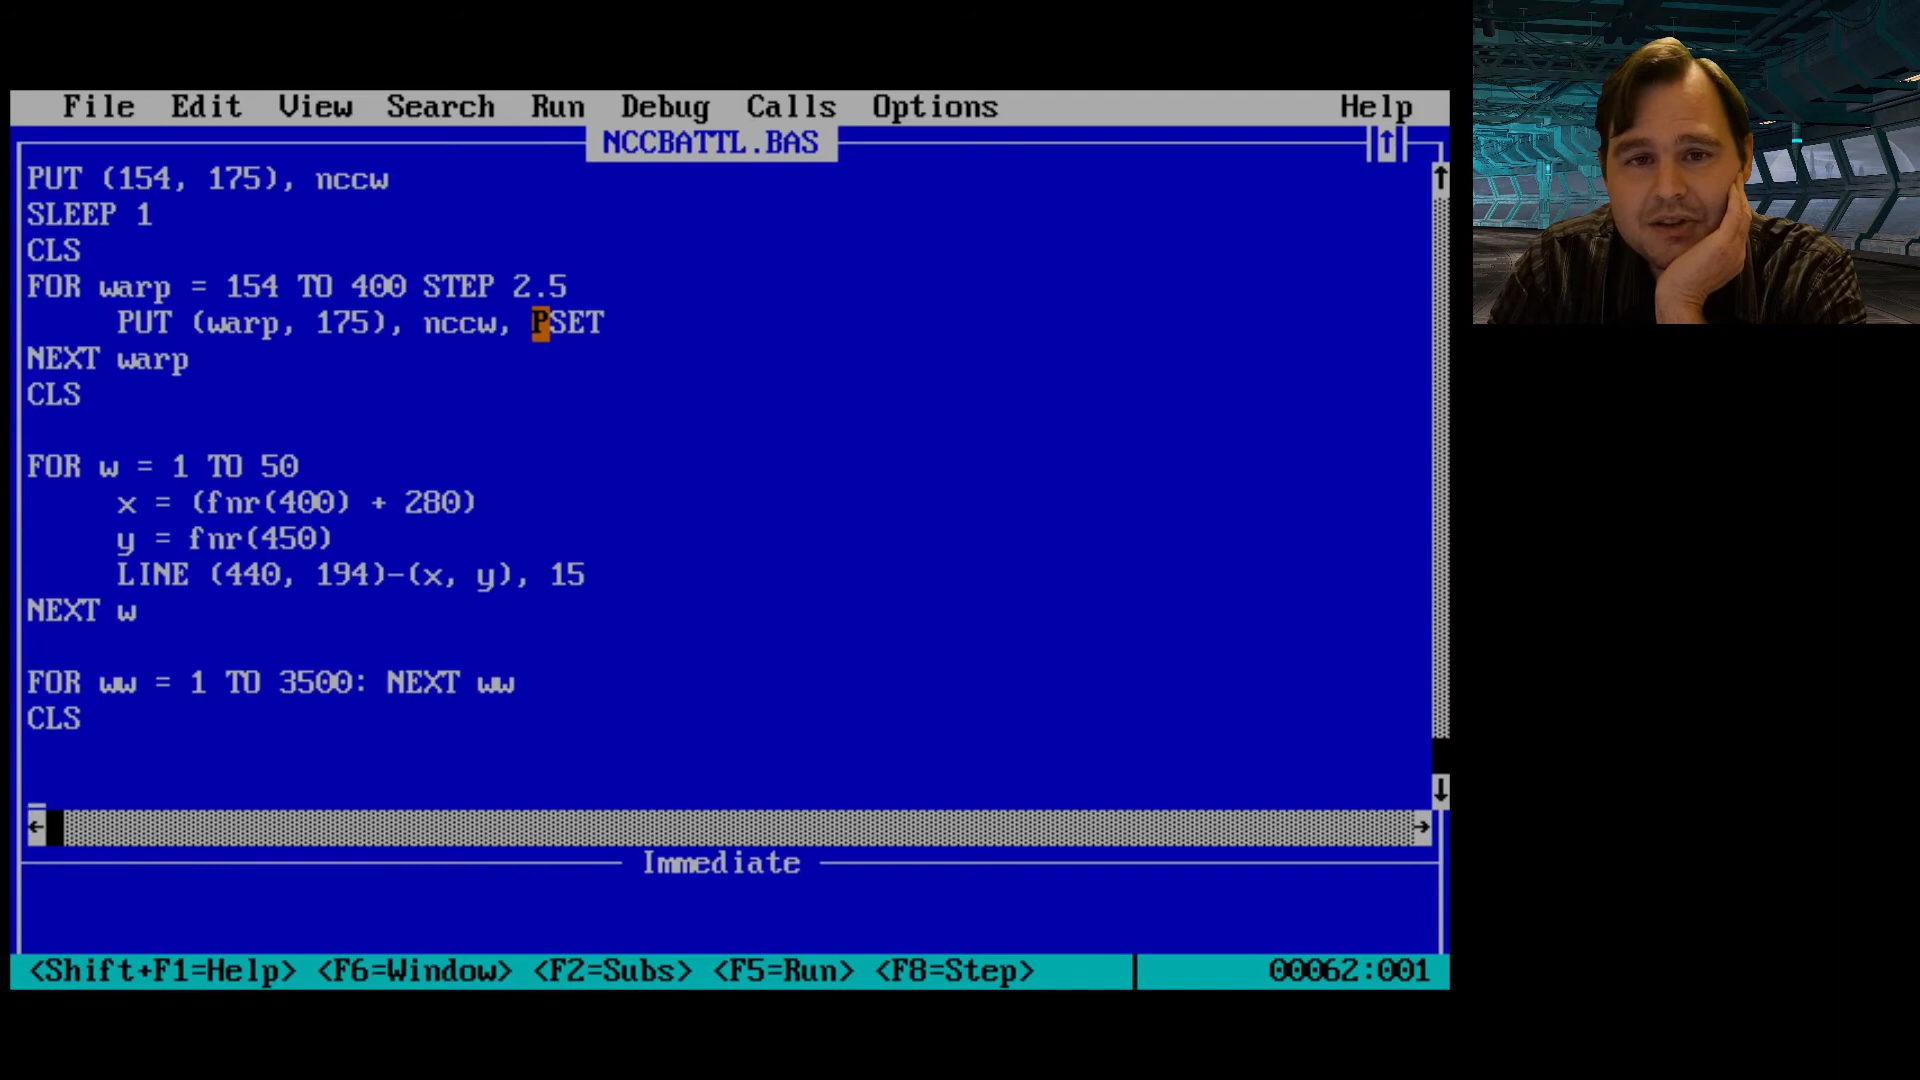 File Edit View Search Run Debug Calls Options Help
NCCBATTL.BAS
PUT (154, 175), nccw
SLEEP 1
CLS
FOR warp = 154 TO 400 STEP 2.5
PUT (warp, 175), nccw, PSET
NEXT warp
CLS
FOR w = 1 TO 50
x = (fnr(400) + 280)
y = fnr(450)
LINE (440, 194)-(x, y), 15
NEXT w
FOR ww = 1 TO 3500: NEXT ww
CLS
Immediate
<Shift+F1=Help> <F6=Window> <F2=Subs> <F5=Run> <F8=Step> 00062:001